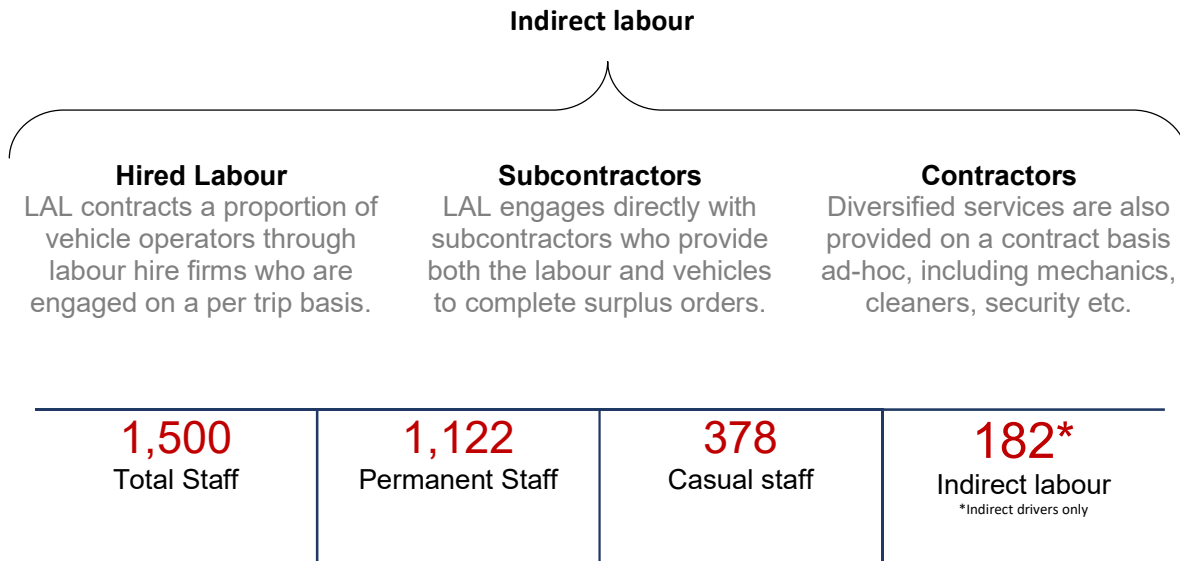 Indirect labour
Hired Labour
LAL contracts a proportion of
vehicle operators through
labour hire firms who are
engaged on a per trip basis.
Subcontractors
LAL engages directly with
subcontractors who provide
both the labour and vehicles
to complete surplus orders.
Contractors
Diversified services are also
provided on a contract basis
ad-hoc, including mechanics,
cleaners, security etc.
1,500
Total Staff
1,122
Permanent Staff
378
Casual staff
182*
Indirect labour
*Indirect drivers only